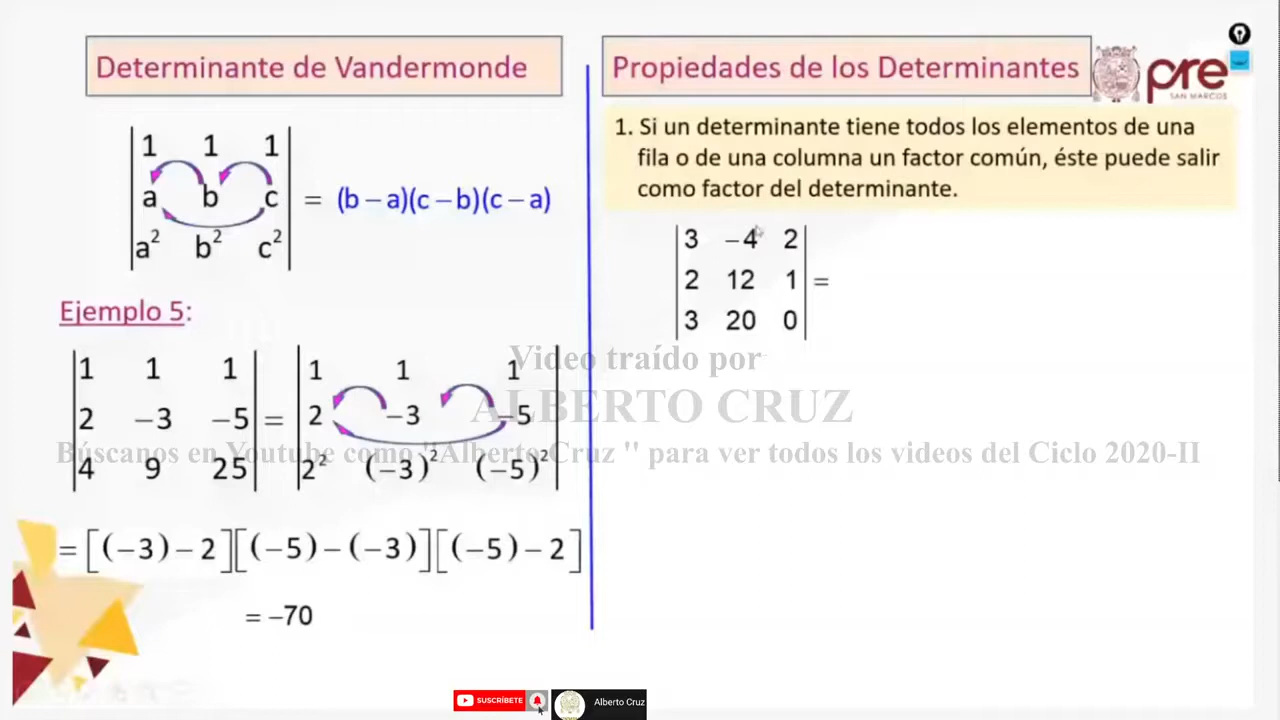 Determinante de Vandermonde
|1 1 1|
|a b c| = (b – a)(c – b)(c – a)
|a² b² c²|
Ejemplo 5:
|1 1 1| |1 1 1|
|2 –3 –5| = |2 –3 –5|
|4 9 25| |2² (–3)² (–5)²|
= [(–3) – 2][(–5) – (–3)][(–5) – 2]
= –70
Propiedades de los Determinantes
pre
SAN MARCOS
1. Si un determinante tiene todos los elementos de una
fila o de una columna un factor común, éste puede salir
como factor del determinante.
|3 –4 2|
|2 12 1| =
|3 20 0|
Video traído por
ALBERTO CRUZ
Búscanos en Youtube como "Alberto Cruz " para ver todos los videos del Ciclo 2020-II
SUSCRÍBETE
Alberto Cruz